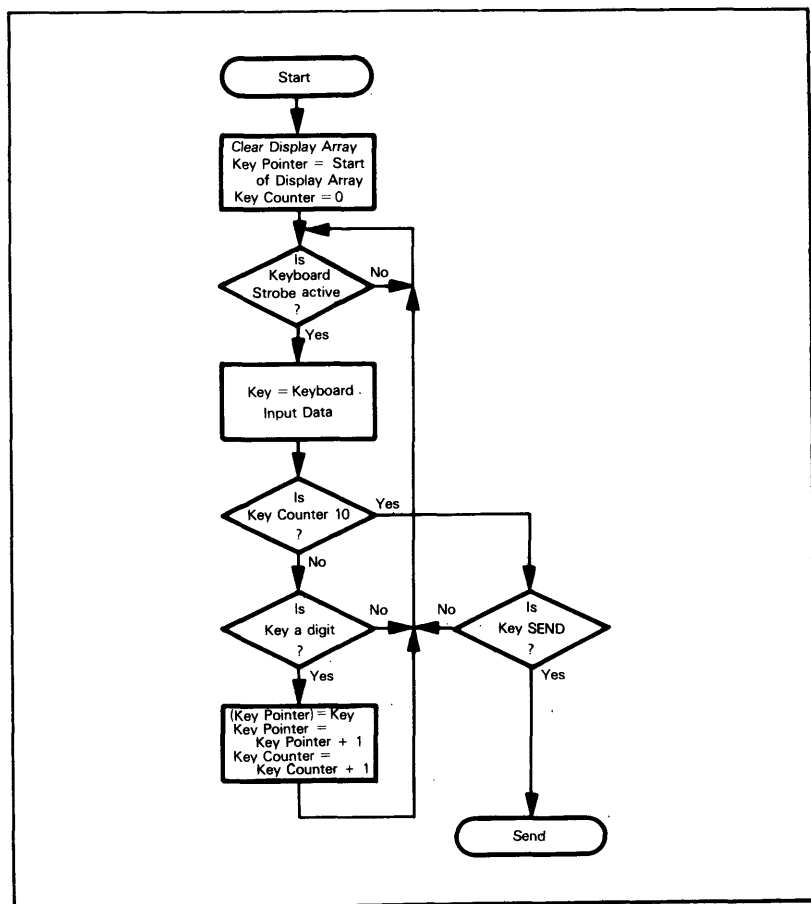 Start
Clear Display Array
Key Pointer = Start
of Display Array
Key Counter = 0
Is
Keyboard
Strobe active
?
No
Yes
Key = Keyboard
Input Data
Is
Key Counter 10
?
Yes
No
Is
Key a digit
?
No
Yes
No
Is
Key SEND
?
Yes
(Key Pointer) = Key
Key Pointer =
Key Pointer + 1
Key Counter =
Key Counter + 1
Send